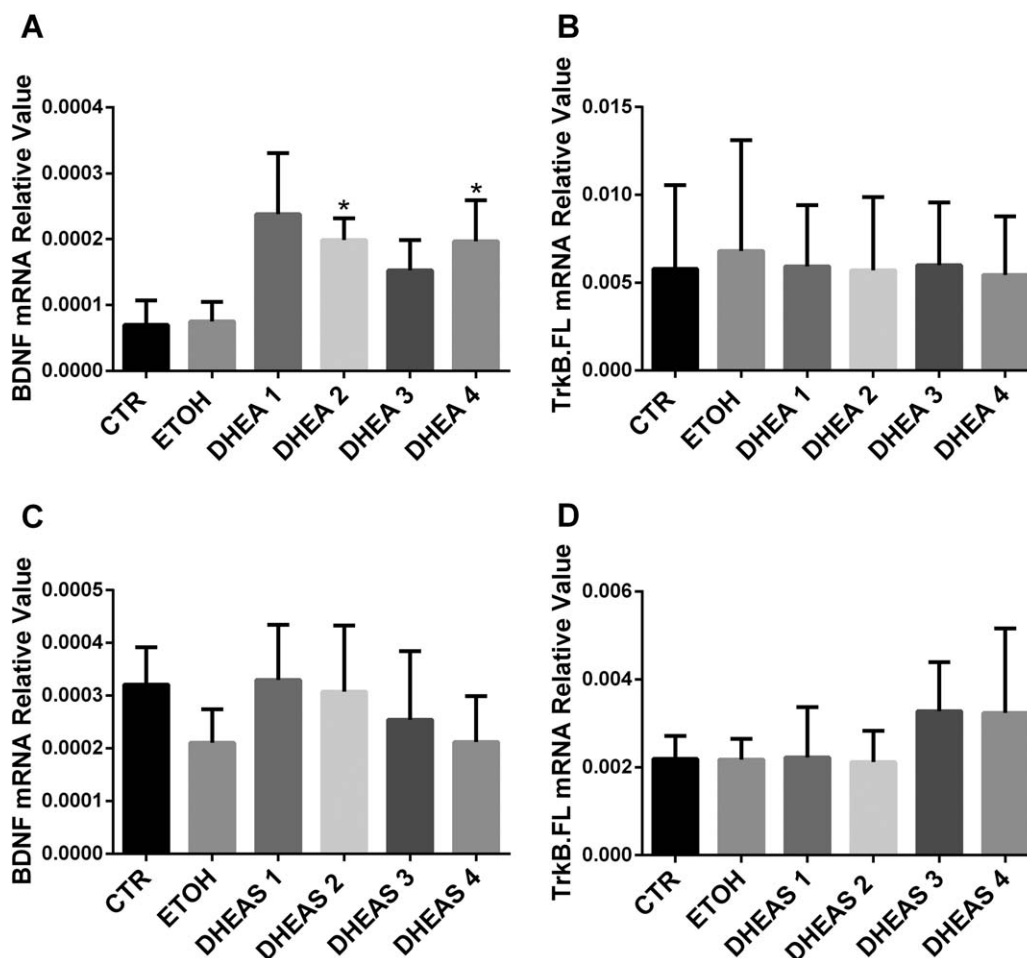 A
BDNF mRNA Relative Value
0.0004
0.0003
0.0002
0.0001
0.0000
*
*
CTR
ETOH
DHEA 1
DHEA 2
DHEA 3
DHEA 4
B
TrkB.FL mRNA Relative Value
0.015
0.010
0.005
0.000
CTR
ETOH
DHEA 1
DHEA 2
DHEA 3
DHEA 4
C
BDNF mRNA Relative Value
0.0005
0.0004
0.0003
0.0002
0.0001
0.0000
CTR
ETOH
DHEAS 1
DHEAS 2
DHEAS 3
DHEAS 4
D
TrkB.FL mRNA Relative Value
0.006
0.004
0.002
0.000
CTR
ETOH
DHEAS 1
DHEAS 2
DHEAS 3
DHEAS 4